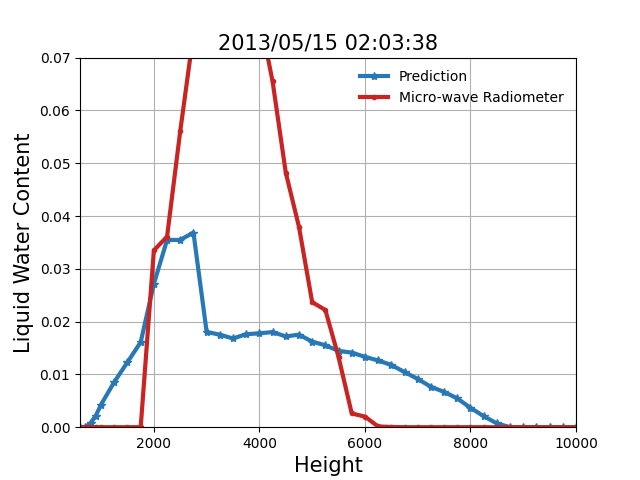 2013/05/15 02:03:38
Prediction
Micro-wave Radiometer
Liquid Water Content
0.07
0.06
0.05
0.04
0.03
0.02
0.01
0.00
2000 4000 6000 8000 10000
Height